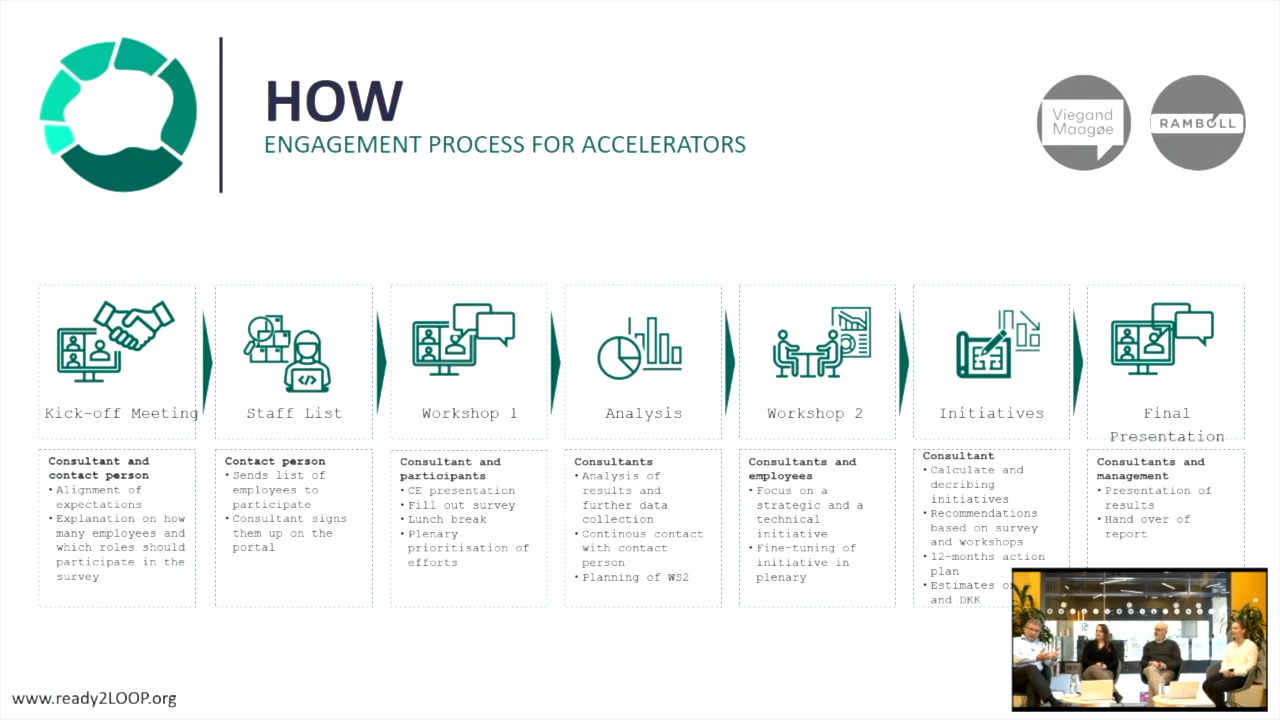 HOW
ENGAGEMENT PROCESS FOR ACCELERATORS
Viegand
Maagøe
RAMBOLL
Kick-off Meeting
Staff List
Workshop 1
Analysis
Workshop 2
Initiatives
Final
Presentation
Consultant and
contact person
• Alignment of
expectations
• Explanation on how
many employees and
which roles should
participate in the
survey
Contact person
• Sends list of
employees to
participate
• Consultant signs
them up on the
portal
Consultant and
participants
• CE presentation
• Fill out survey
• Lunch break
• Plenary
prioritisation of
efforts
Consultants
• Analysis of
results and
further data
collection
• Continous contact
with contact
person
• Planning of WS2
Consultants and
employees
• Focus on a
strategic and a
technical
initiative
• Fine-tuning of
initiative in
plenary
Consultant
• Calculate and
decribing
initiatives
• Recommendations
based on survey
and workshops
• 12-months action
plan
• Estimates
and DKK
Consultants and
management
• Presentation of
results
• Hand over of
report
www.ready2LOOP.org